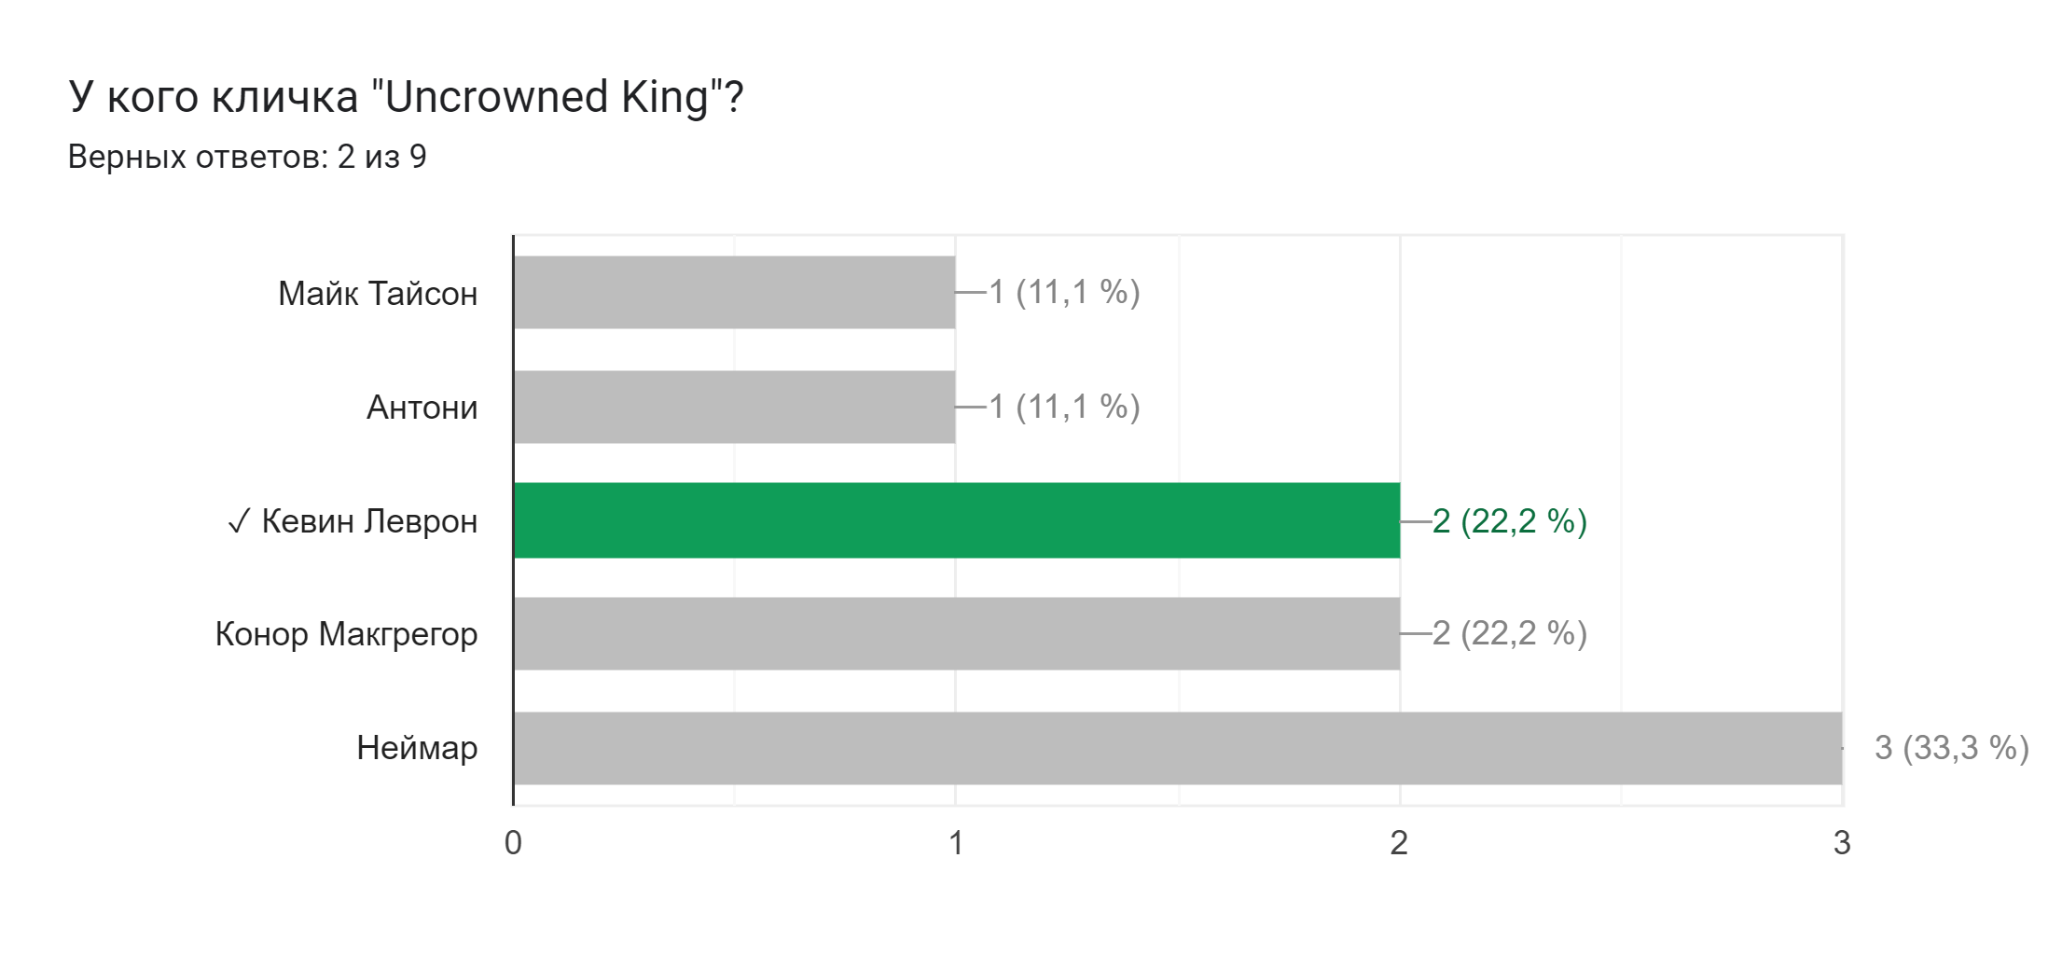 У кого кличка "Uncrowned King"?
Верных ответов: 2 из 9
Майк Тайсон 1 (11,1 %)
Антони 1 (11,1 %)
✓ Кевин Леврон 2 (22,2 %)
Конор Макгрегор 2 (22,2 %)
Неймар 3 (33,3 %)
0 1 2 3